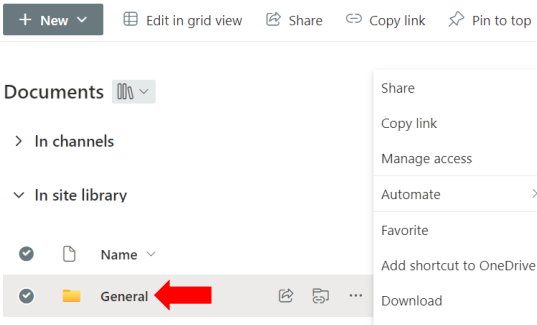 New
Edit in grid view
Share
Copy link
Pin to top
Documents
In channels
In site library
Name
General
Share
Copy link
Manage access
Automate
Favorite
Add shortcut to OneDrive
Download